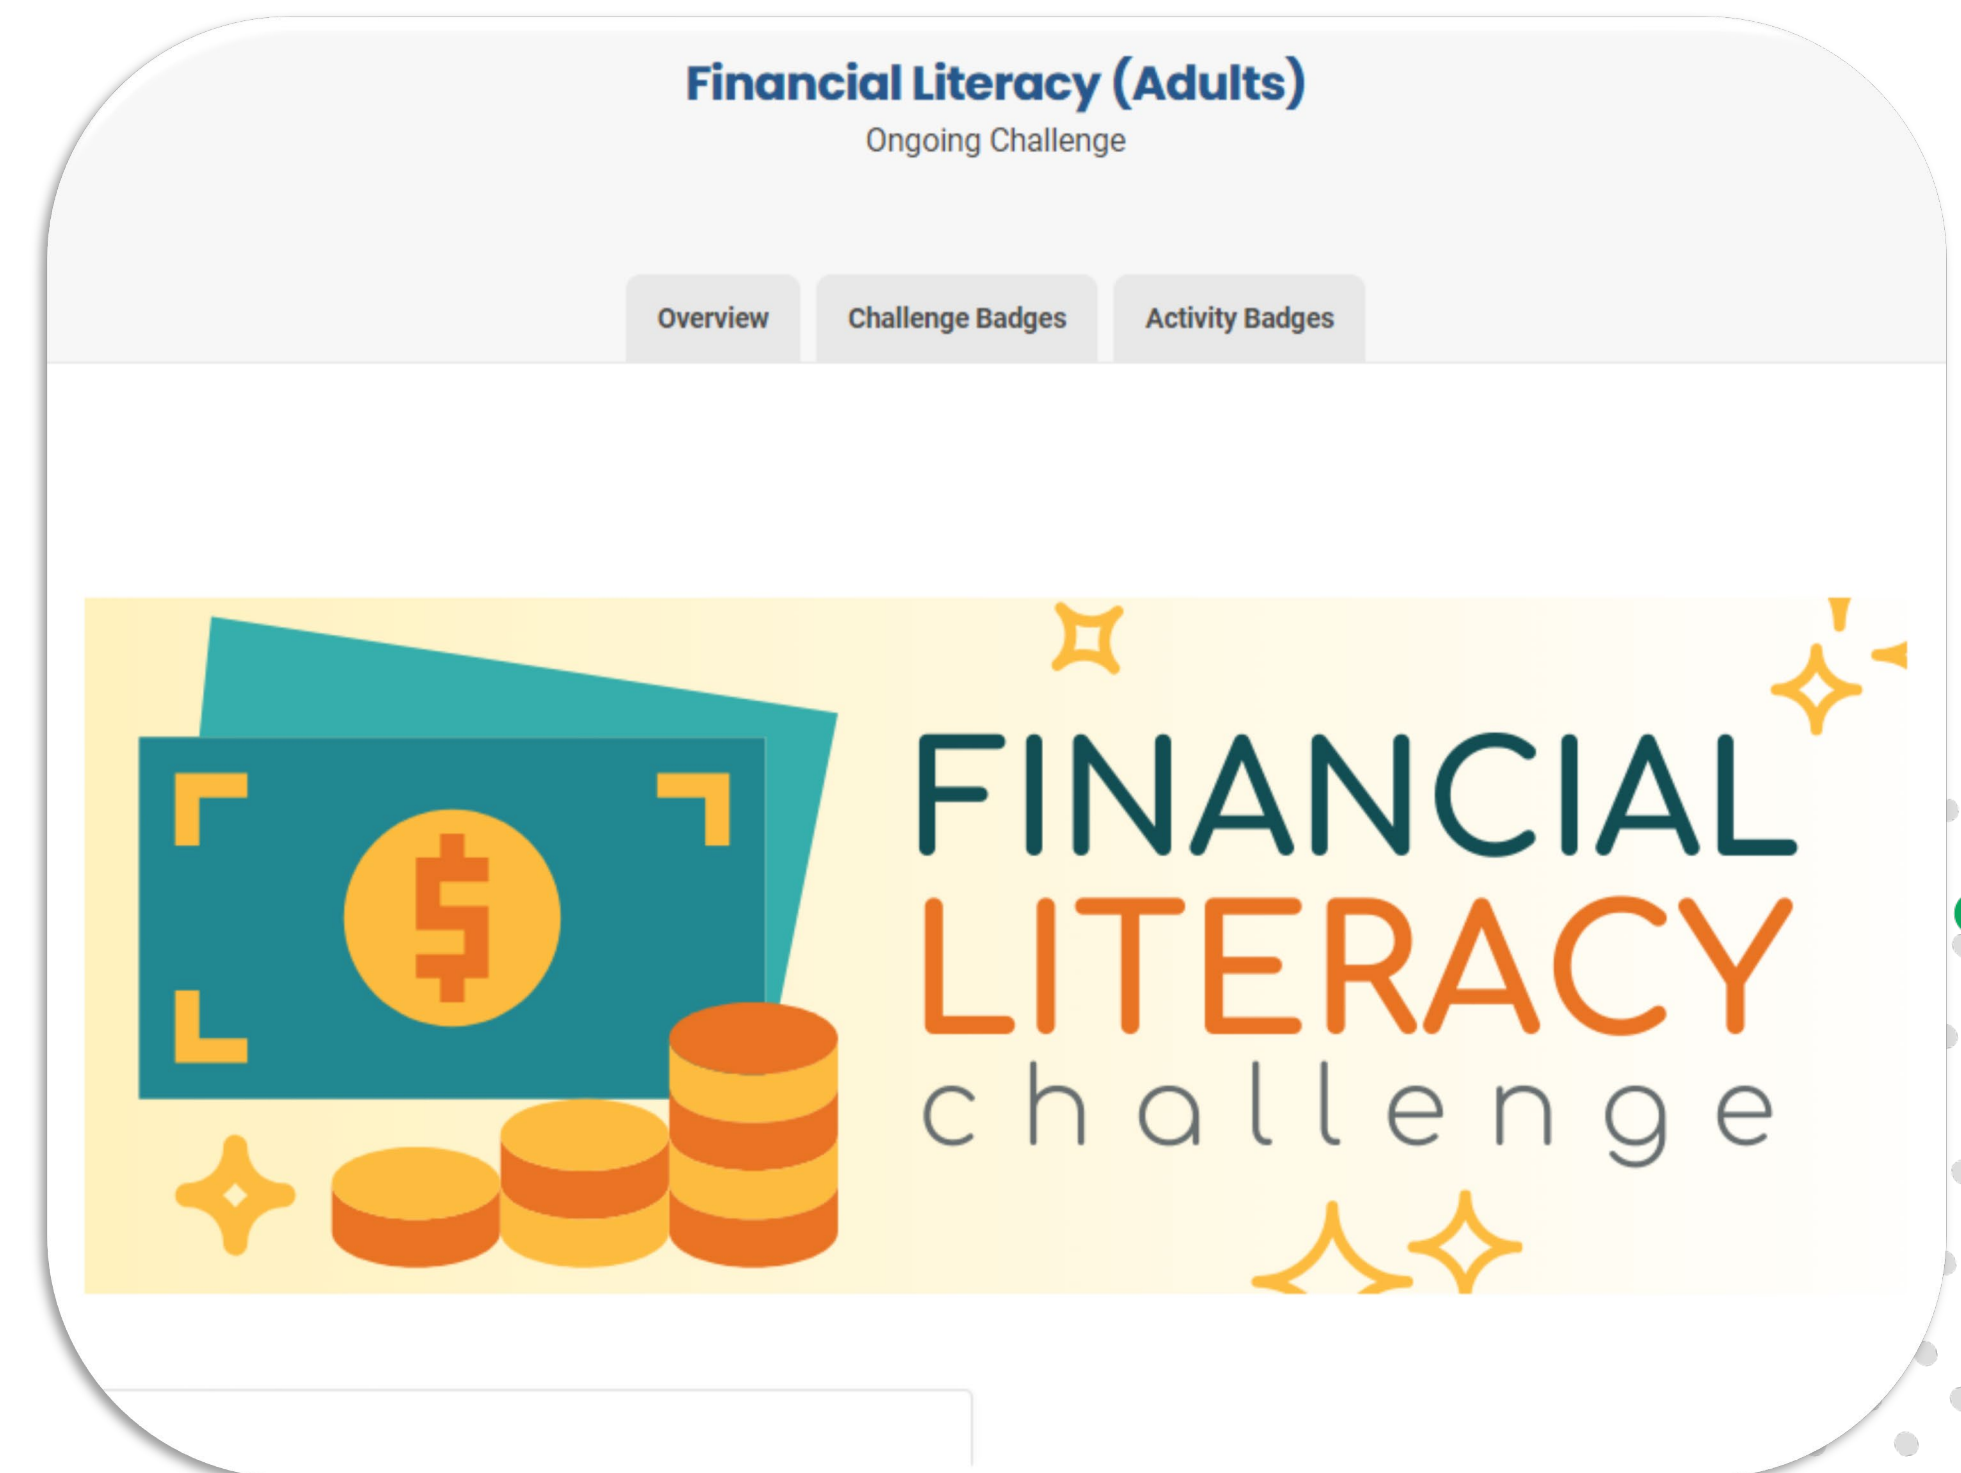 Financial Literacy (Adults)
Ongoing Challenge
Overview
Challenge Badges
Activity Badges
$
FINANCIAL
LITERACY
challenge